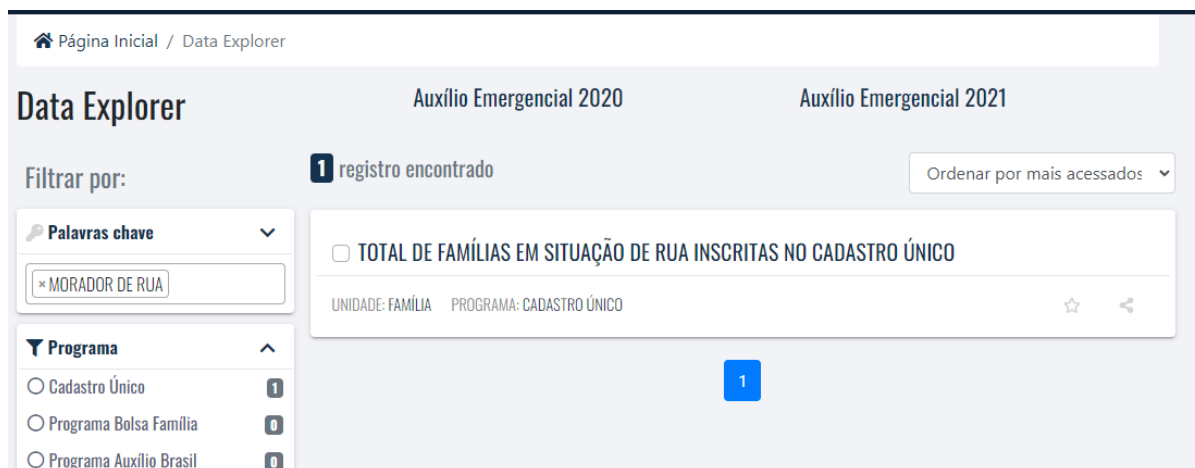 Página Inicial / Data Explorer
Data Explorer
Auxílio Emergencial 2020
Auxílio Emergencial 2021
Filtrar por:
1 registro encontrado
Ordenar por mais acessados
Palavras chave
× MORADOR DE RUA
TOTAL DE FAMÍLIAS EM SITUAÇÃO DE RUA INSCRITAS NO CADASTRO ÚNICO
UNIDADE: FAMÍLIA PROGRAMA: CADASTRO ÚNICO
Programa
Cadastro Único 1
Programa Bolsa Família 0
Programa Auxílio Brasil 0
1